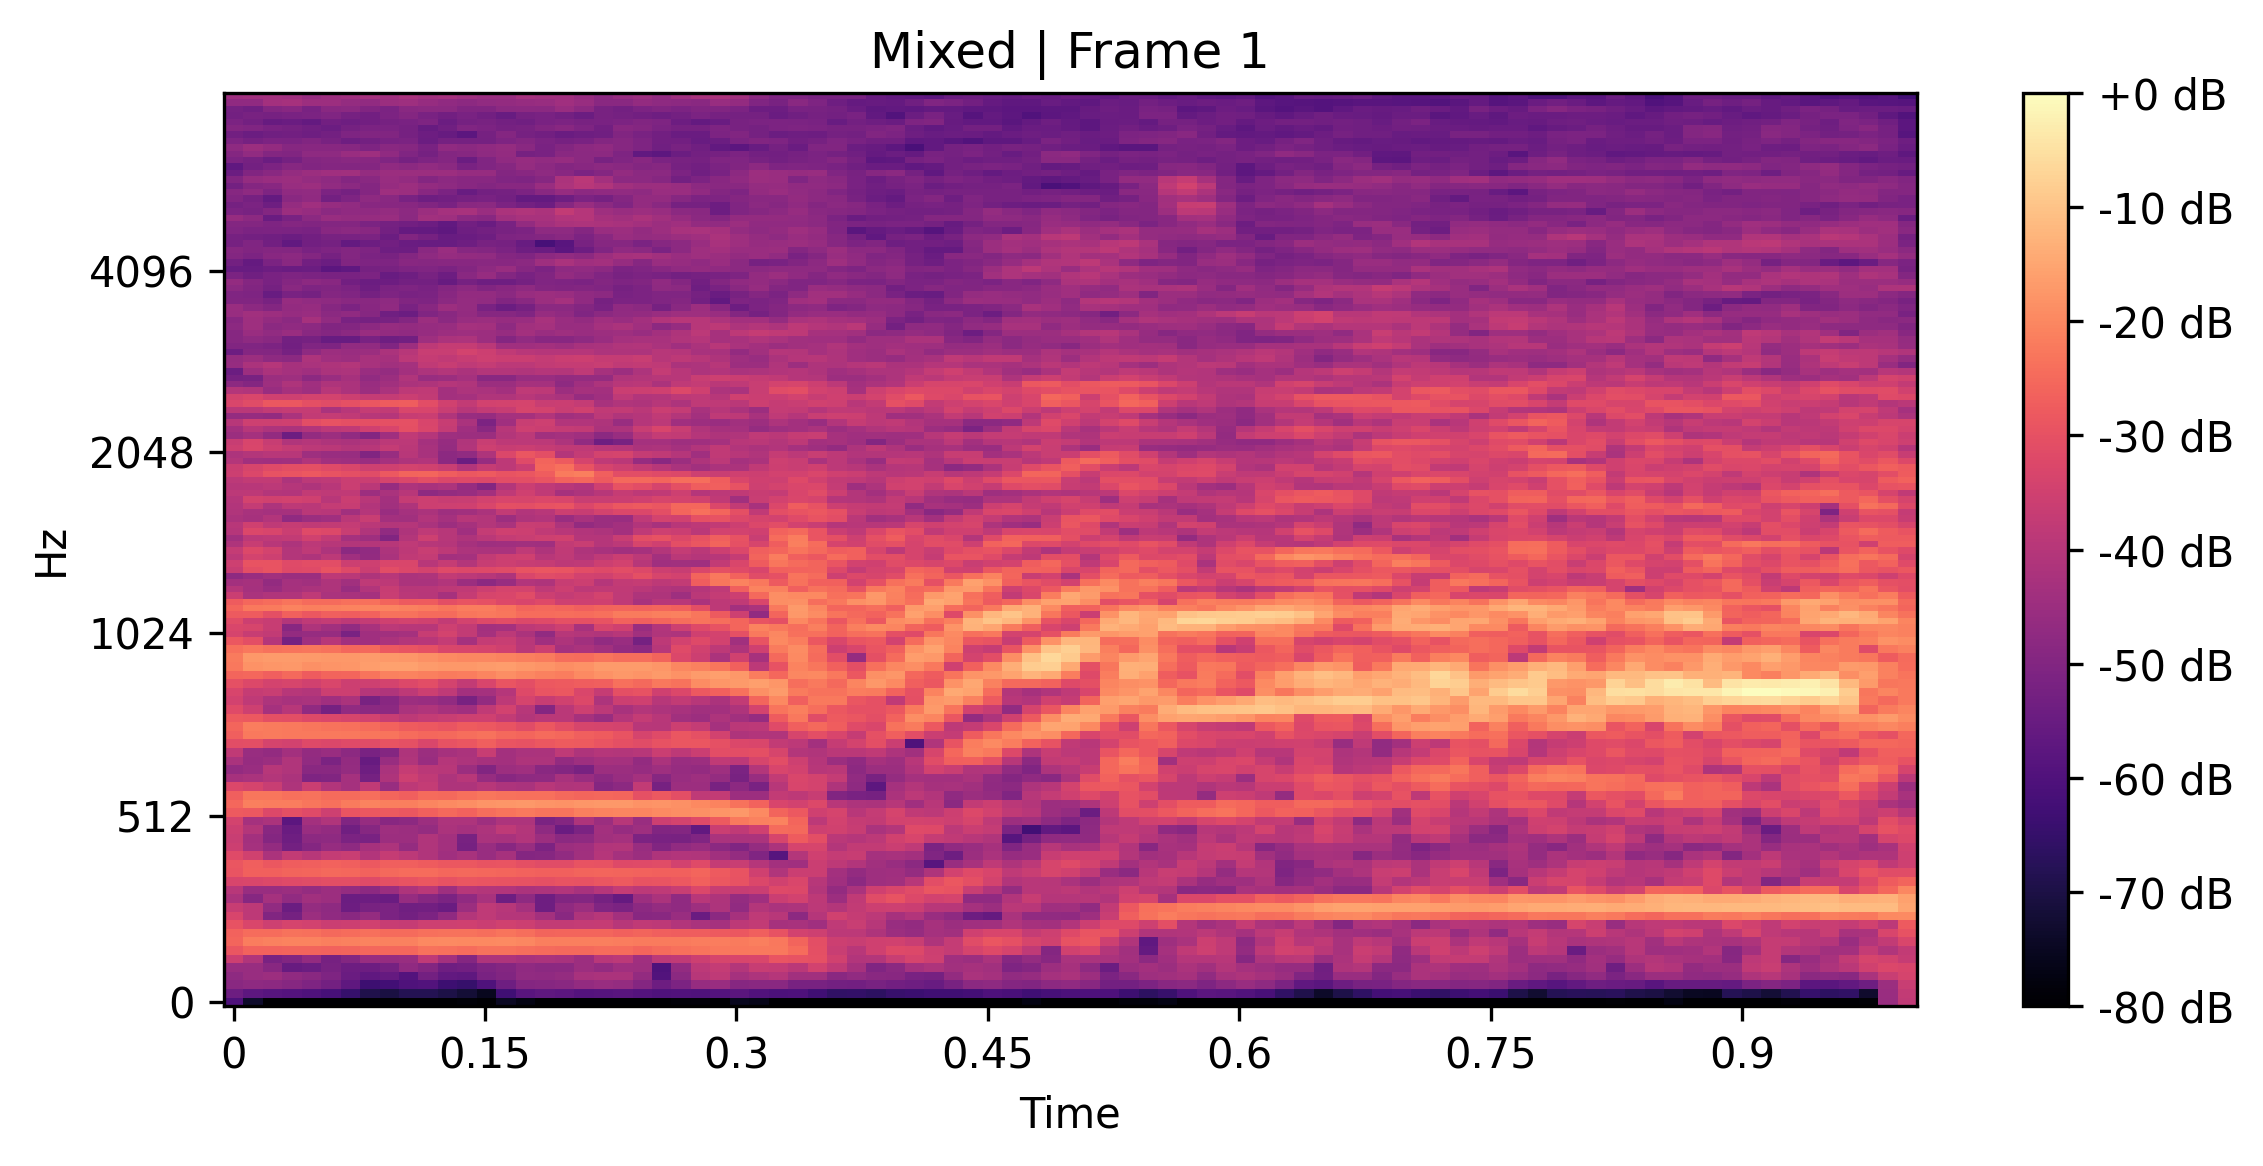 Mixed | Frame 1
+0 dB
-10 dB
-20 dB
-30 dB
-40 dB
-50 dB
-60 dB
-70 dB
-80 dB
Hz
4096
2048
1024
512
0
0 0.15 0.3 0.45 0.6 0.75 0.9
Time